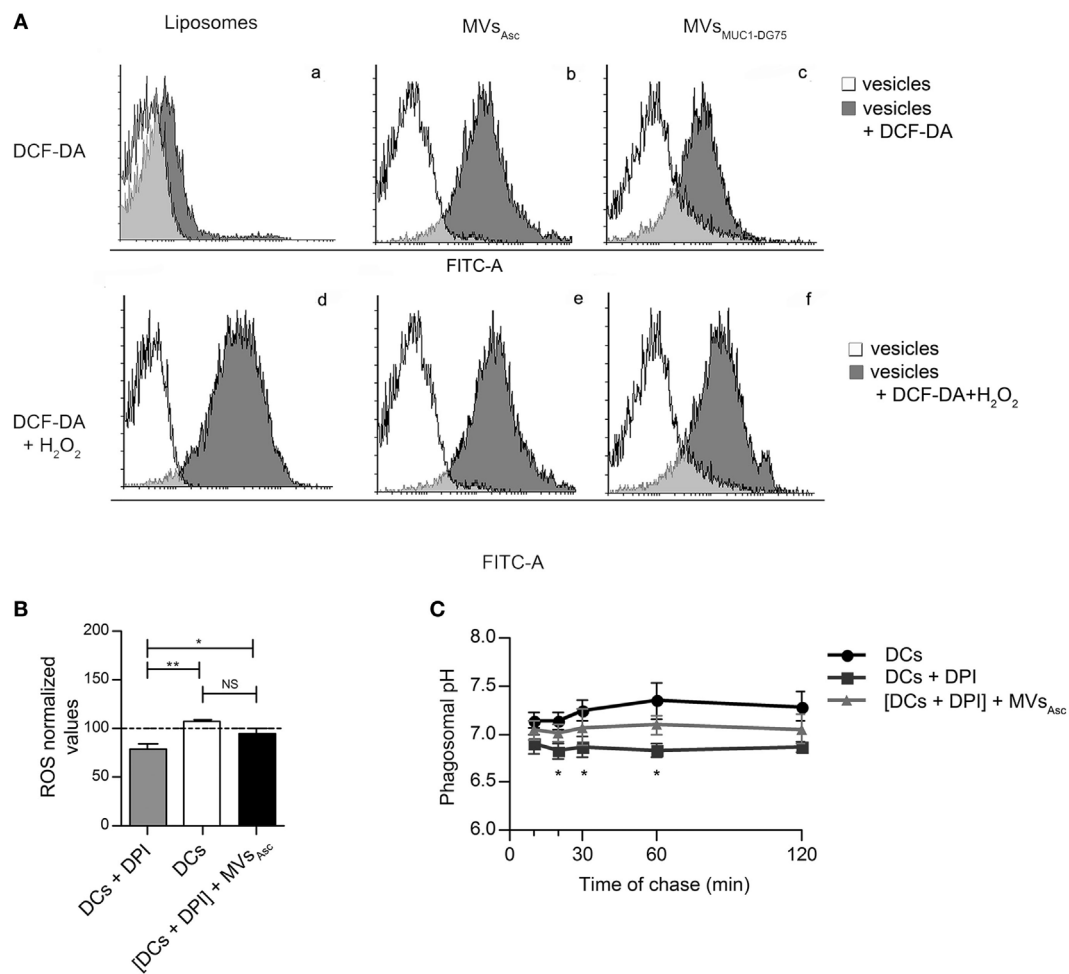 A
Liposomes
MVsAsc
MVsMUC1-DG75
a
b
c
vesicles
vesicles
+ DCF-DA
DCF-DA
FITC-A
d
e
f
vesicles
vesicles
+ DCF-DA+H2O2
DCF-DA
+ H2O2
FITC-A
B
ROS normalized
values
200
150
100
50
0
*
**
NS
DCs + DPI
DCs
[DCs + DPI] + MVsAsc
C
Phagosomal pH
8.0
7.5
7.0
6.5
6.0
* * *
0 30 60 120
Time of chase (min)
DCs
DCs + DPI
[DCs + DPI] + MVsAsc